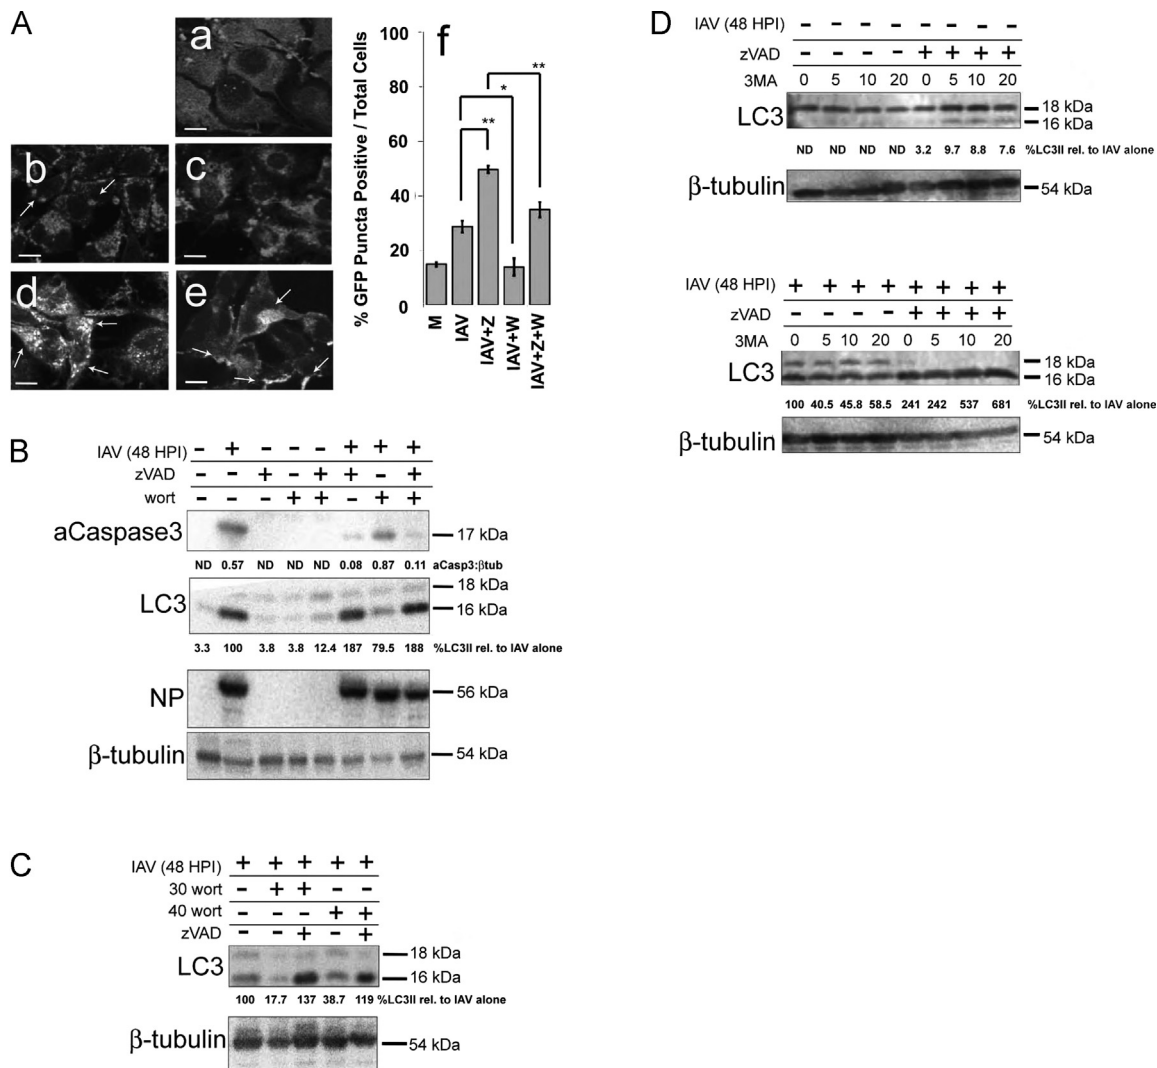 A
a
b
c
d
e
f
% GFP Puncta Positive / Total Cells
100
80
60
40
20
0
**
*
**
M
IAV
IAV+Z
IAV+W
IAV+Z+W
B
IAV (48 HPI) - + - - - + + +
zVAD - - + - + + - +
wort - - - + + - + +
aCaspase3
17 kDa
ND 0.57 ND ND ND 0.08 0.87 0.11 aCasp3:βtub
LC3
18 kDa
16 kDa
3.3 100 3.8 3.8 12.4 187 79.5 188 %LC3II rel. to IAV alone
NP
56 kDa
β-tubulin
54 kDa
C
IAV (48 HPI) + + + + +
30 wort - + + - -
40 wort - - - + +
zVAD - - + - +
LC3
18 kDa
16 kDa
100 17.7 137 38.7 119 %LC3II rel. to IAV alone
β-tubulin
54 kDa
D
IAV (48 HPI) - - - - - - - -
zVAD - - - - + + + +
3MA 0 5 10 20 0 5 10 20
LC3
18 kDa
16 kDa
ND ND ND ND 3.2 9.7 8.8 7.6 %LC3II rel. to IAV alone
β-tubulin
54 kDa
IAV (48 HPI) + + + + + + + +
zVAD - - - - + + + +
3MA 0 5 10 20 0 5 10 20
LC3
18 kDa
16 kDa
100 40.5 45.8 58.5 241 242 537 681 %LC3II rel. to IAV alone
β-tubulin
54 kDa